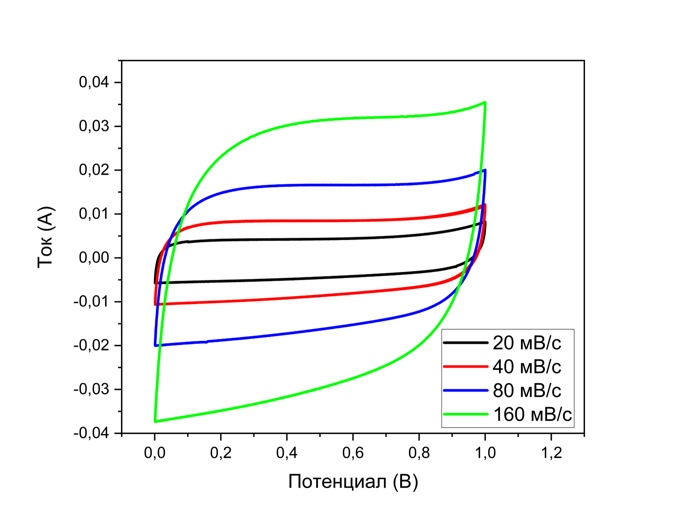 0,04
0,03
0,02
0,01
0,00
-0,01
-0,02
-0,03
-0,04
Ток (А)
20 мВ/с
40 мВ/с
80 мВ/с
160 мВ/с
0,0 0,2 0,4 0,6 0,8 1,0 1,2
Потенциал (В)